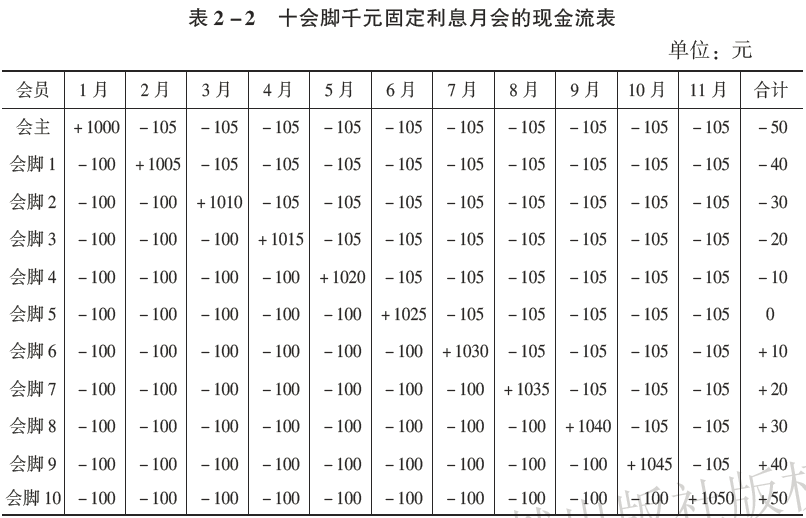 表2-2 十会脚千元固定利息月会的现金流表
单位：元
会员 1月 2月 3月 4月 5月 6月 7月 8月 9月 10月 11月 合计
会主 +1000 -105 -105 -105 -105 -105 -105 -105 -105 -105 -105 -50
会脚1 -100 +1005 -105 -105 -105 -105 -105 -105 -105 -105 -105 -40
会脚2 -100 -100 +1010 -105 -105 -105 -105 -105 -105 -105 -105 -30
会脚3 -100 -100 -100 +1015 -105 -105 -105 -105 -105 -105 -105 -20
会脚4 -100 -100 -100 -100 +1020 -105 -105 -105 -105 -105 -105 -10
会脚5 -100 -100 -100 -100 -100 +1025 -105 -105 -105 -105 -105 0
会脚6 -100 -100 -100 -100 -100 -100 +1030 -105 -105 -105 -105 +10
会脚7 -100 -100 -100 -100 -100 -100 -100 +1035 -105 -105 -105 +20
会脚8 -100 -100 -100 -100 -100 -100 -100 -100 +1040 -105 -105 +30
会脚9 -100 -100 -100 -100 -100 -100 -100 -100 -100 +1045 -105 +40
会脚10 -100 -100 -100 -100 -100 -100 -100 -100 -100 -100 +1050 +50
出版社版权